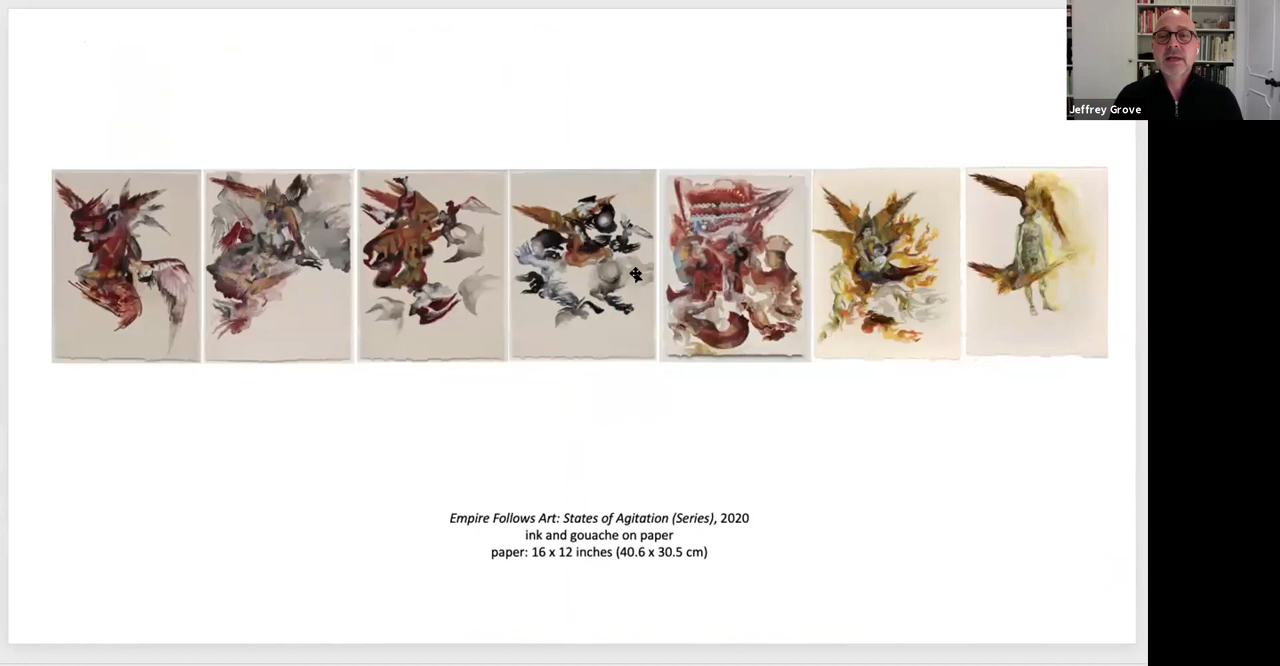 Jeffrey Grove
Empire Follows Art: States of Agitation (Series), 2020
ink and gouache on paper
paper: 16 x 12 inches (40.6 x 30.5 cm)